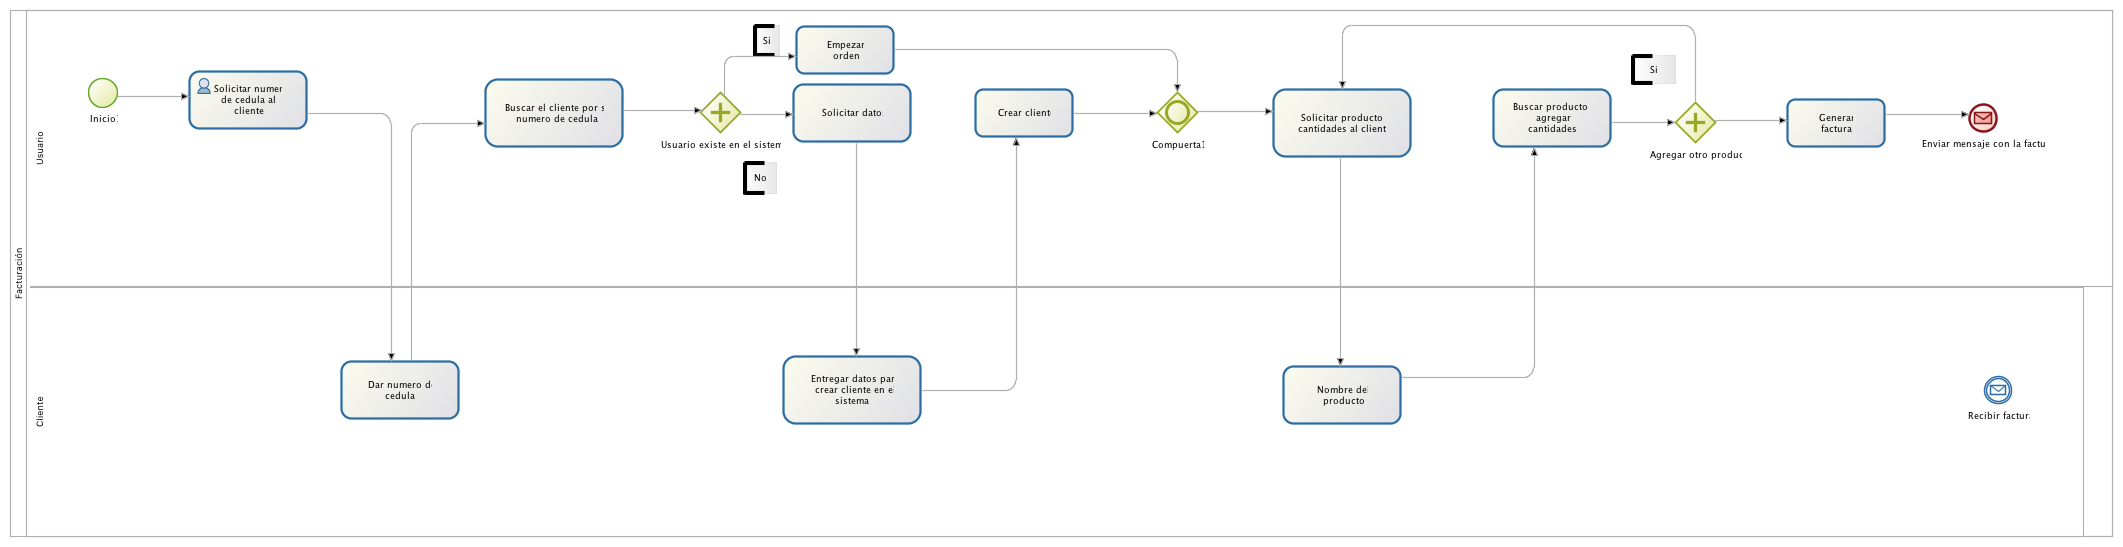 Facturación
Usuario
Inicio
Solicitar numer
de cedula al
cliente
Buscar el cliente por s
numero de cedula
Usuario existe en el sistem
Si
No
Empezar
orden
Solicitar dato
Crear client
Compuerta1
Solicitar producto
cantidades al client
Buscar producto
agregar
cantidades
Si
Agregar otro produc
Generar
factura
Enviar mensaje con la factu
Cliente
Dar numero d
cedula
Entregar datos par
crear cliente en e
sistema
Nombre del
producto
Recibir factur